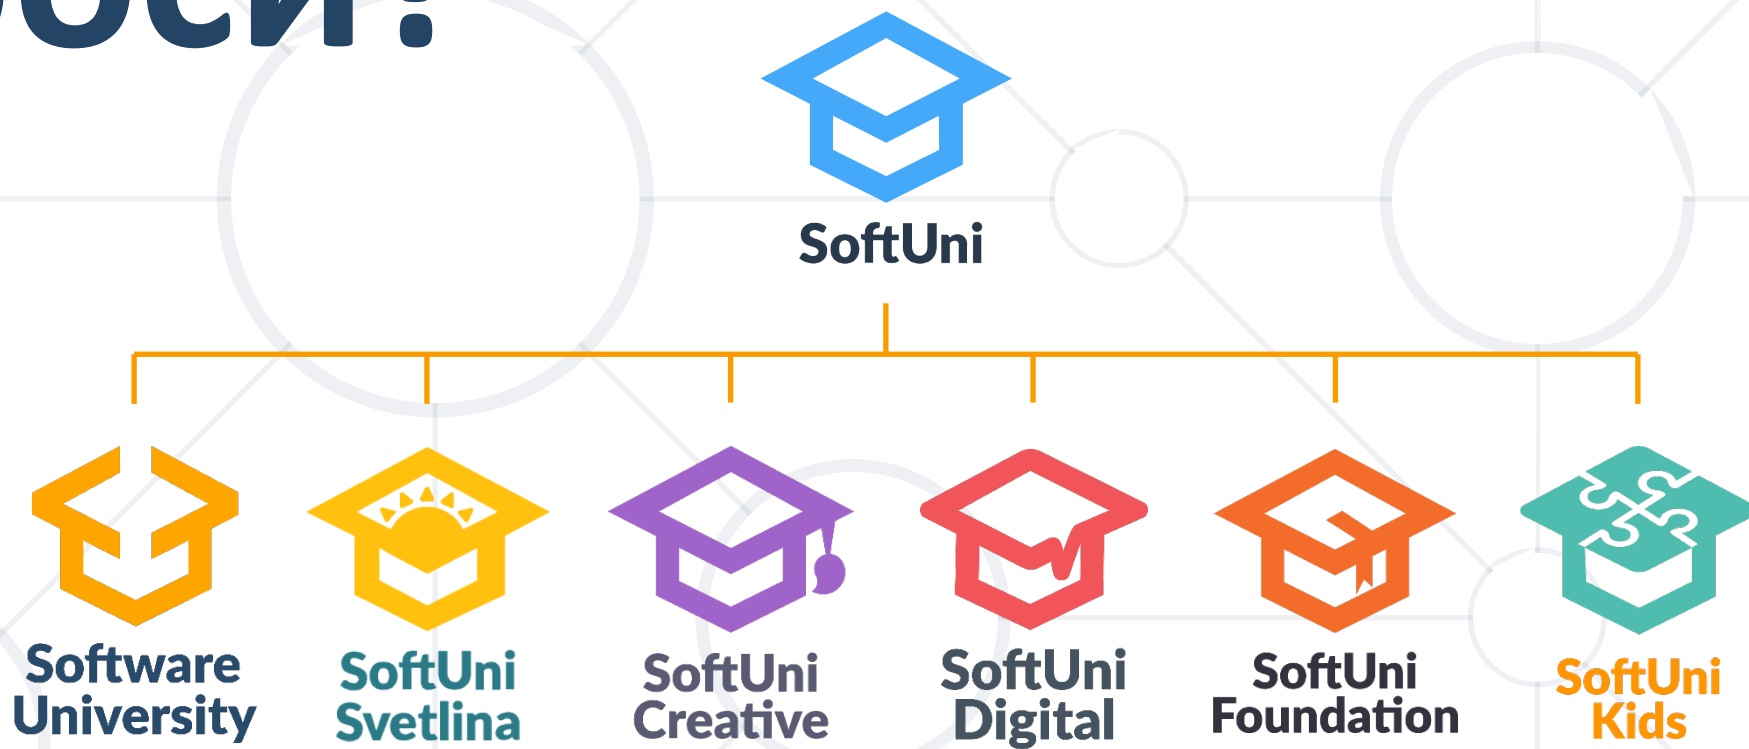 SoftUni
Software
University
SoftUni
Svetlina
SoftUni
Creative
SoftUni
Digital
SoftUni
Foundation
SoftUni
Kids